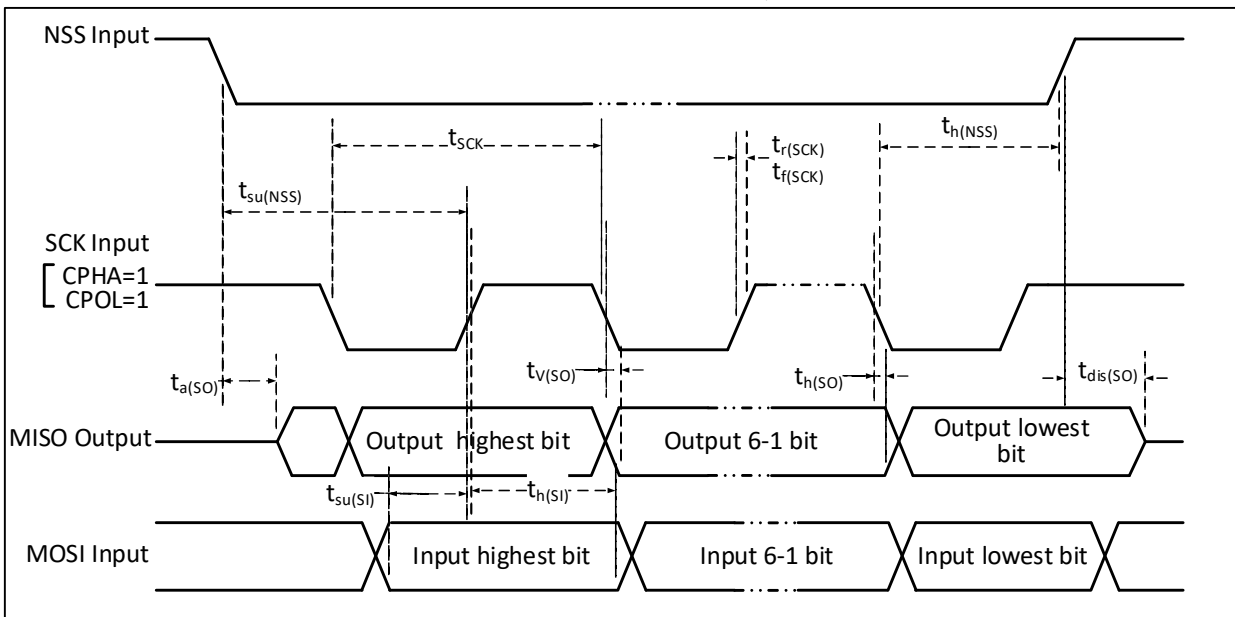 NSS Input
tSCK
th(NSS)
tr(SCK)
tf(SCK)
tsu(NSS)
SCK Input
CPHA=1
CPOL=1
ta(SO)
tV(SO)
th(SO)
tdis(SO)
MISO Output
Output highest bit
Output 6-1 bit
Output lowest
bit
tsu(SI)
th(SI)
MOSI Input
Input highest bit
Input 6-1 bit
Input lowest bit